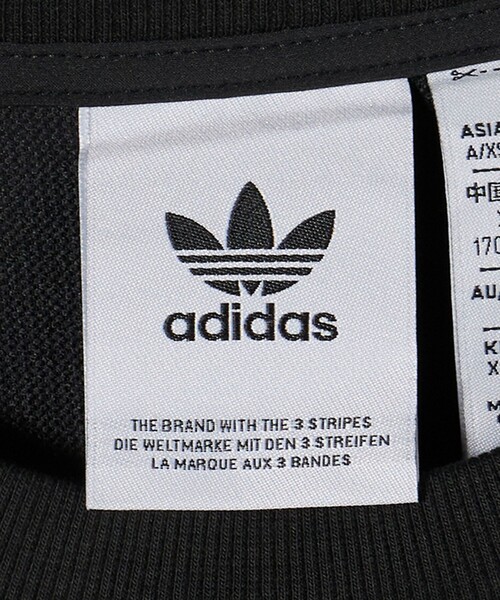 adidas
THE BRAND WITH THE 3 STRIPES
DIE WELTMARKE MIT DEN 3 STREIFEN
LA MARQUE AUX 3 BANDES
ASIA
A/XS
中国
170
AU/